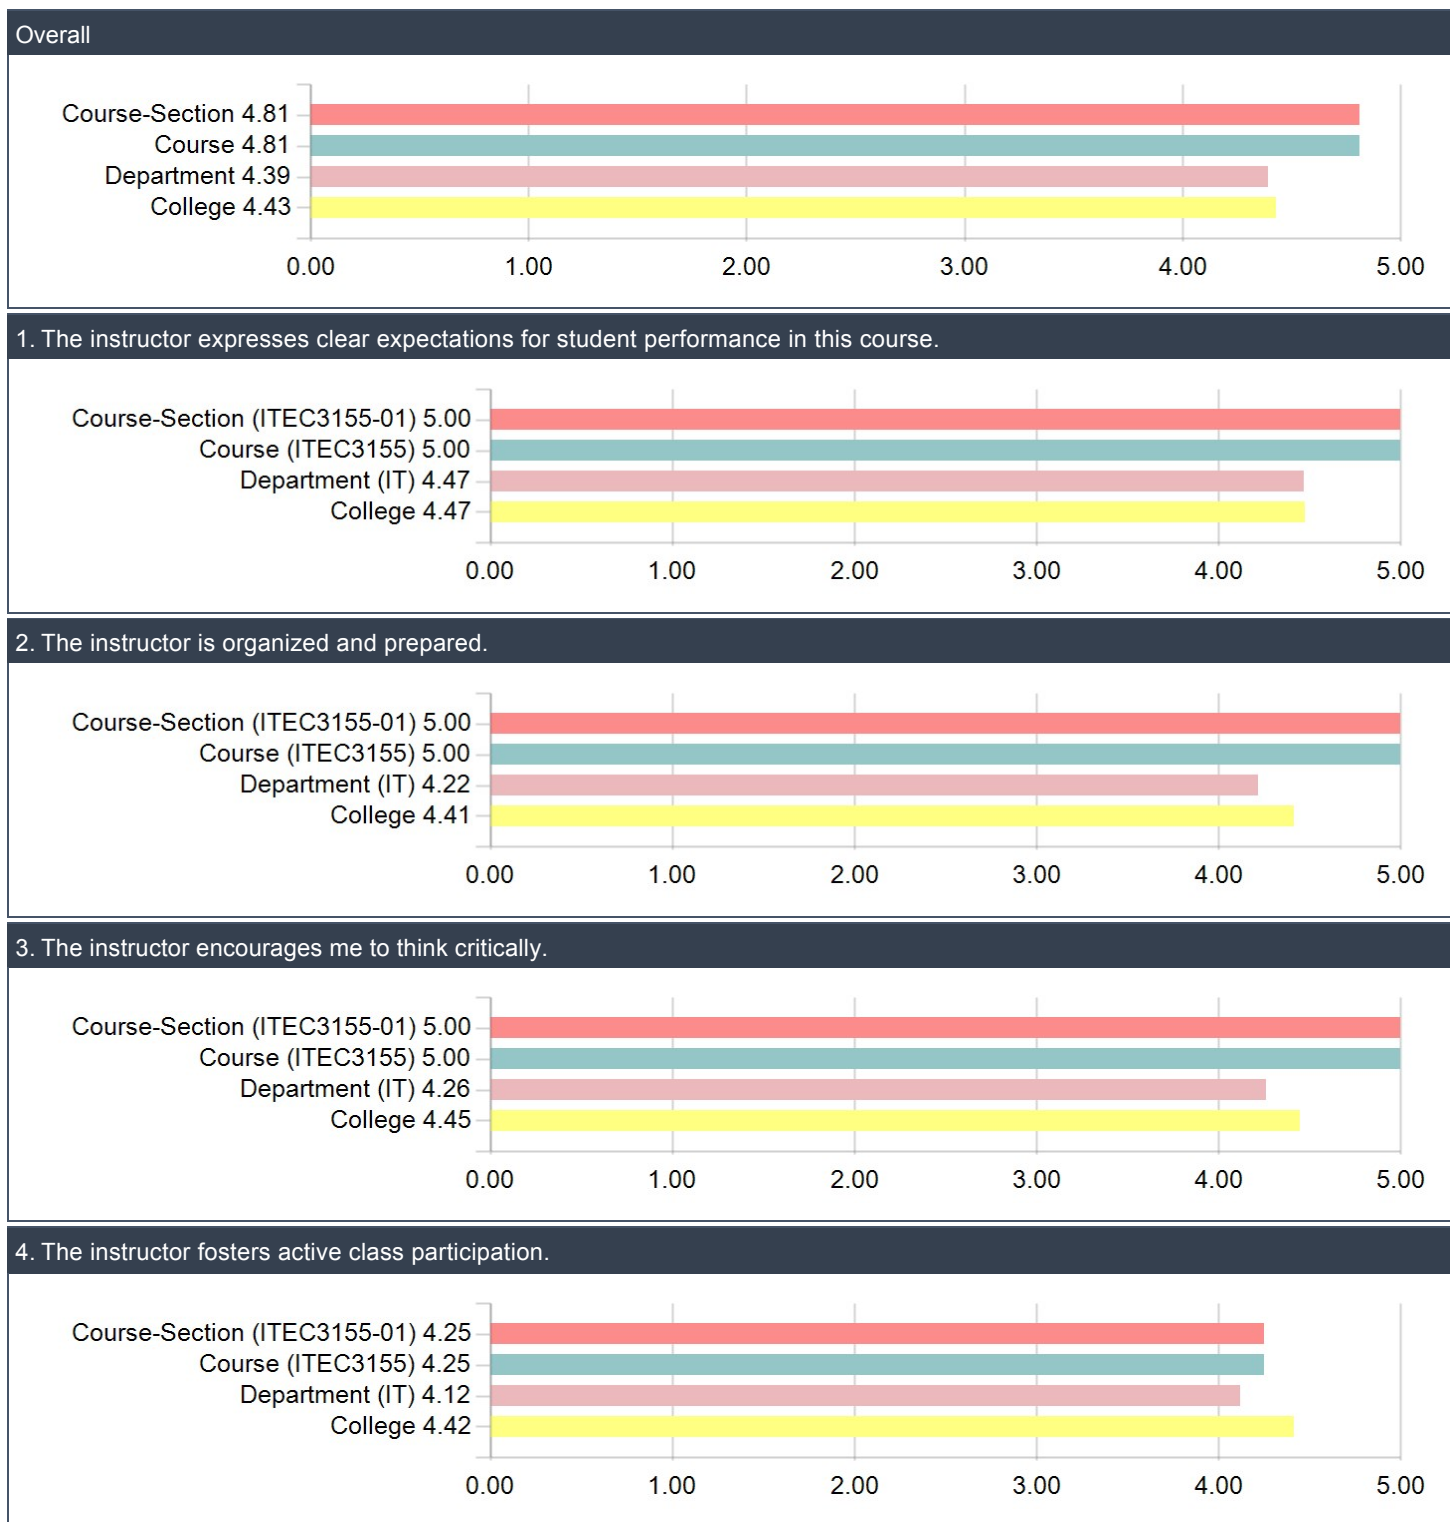 Overall
Course-Section 4.81
Course 4.81
Department 4.39
College 4.43
0.00 1.00 2.00 3.00 4.00 5.00
1. The instructor expresses clear expectations for student performance in this course.
Course-Section (ITEC3155-01) 5.00
Course (ITEC3155) 5.00
Department (IT) 4.47
College 4.47
0.00 1.00 2.00 3.00 4.00 5.00
2. The instructor is organized and prepared.
Course-Section (ITEC3155-01) 5.00
Course (ITEC3155) 5.00
Department (IT) 4.22
College 4.41
0.00 1.00 2.00 3.00 4.00 5.00
3. The instructor encourages me to think critically.
Course-Section (ITEC3155-01) 5.00
Course (ITEC3155) 5.00
Department (IT) 4.26
College 4.45
0.00 1.00 2.00 3.00 4.00 5.00
4. The instructor fosters active class participation.
Course-Section (ITEC3155-01) 4.25
Course (ITEC3155) 4.25
Department (IT) 4.12
College 4.42
0.00 1.00 2.00 3.00 4.00 5.00